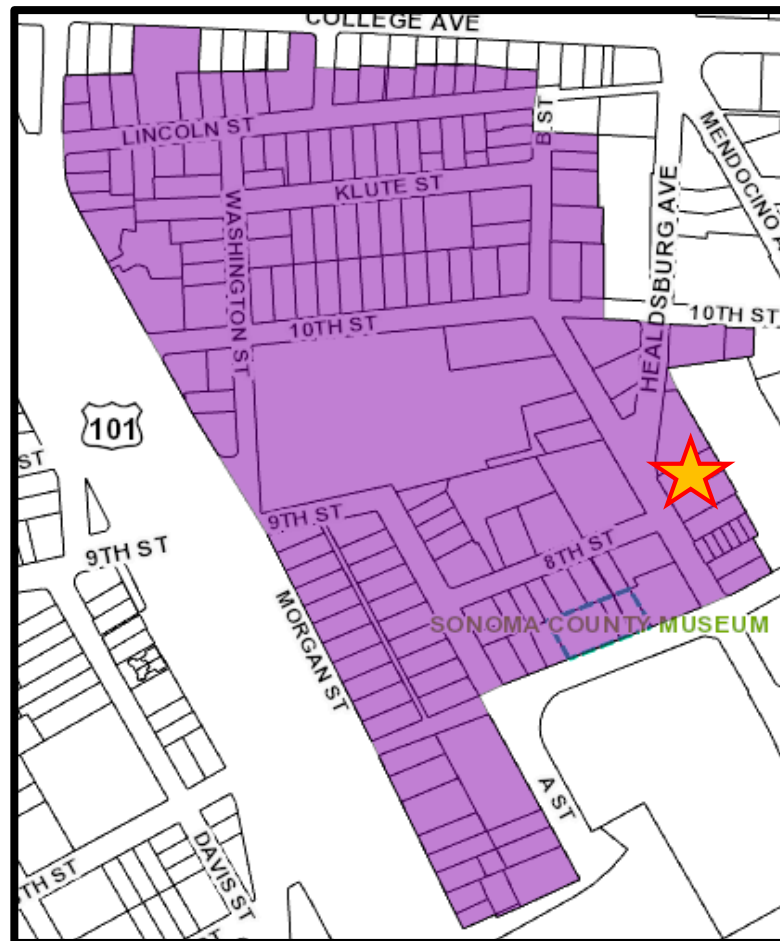 COLLEGE AVE
LINCOLN ST
B ST
MENDOCINO A
KLUTE ST
WASHINGTON ST
HEALDSBURG AVE
10TH ST
10TH ST
101
ST
9TH ST
9TH ST
8TH ST
MORGAN ST
SONOMA COUNTY MUSEUM
A ST
DAVIS ST
TH ST
ST